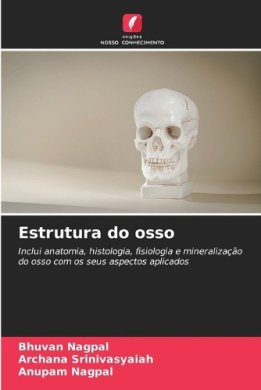 edições
NOSSO CONHECIMENTO
Estrutura do osso
Inclui anatomia, histologia, fisiologia e mineralização
do osso com os seus aspectos aplicados
Bhuvan Nagpal
Archana Srinivasyaiah
Anupam Nagpal